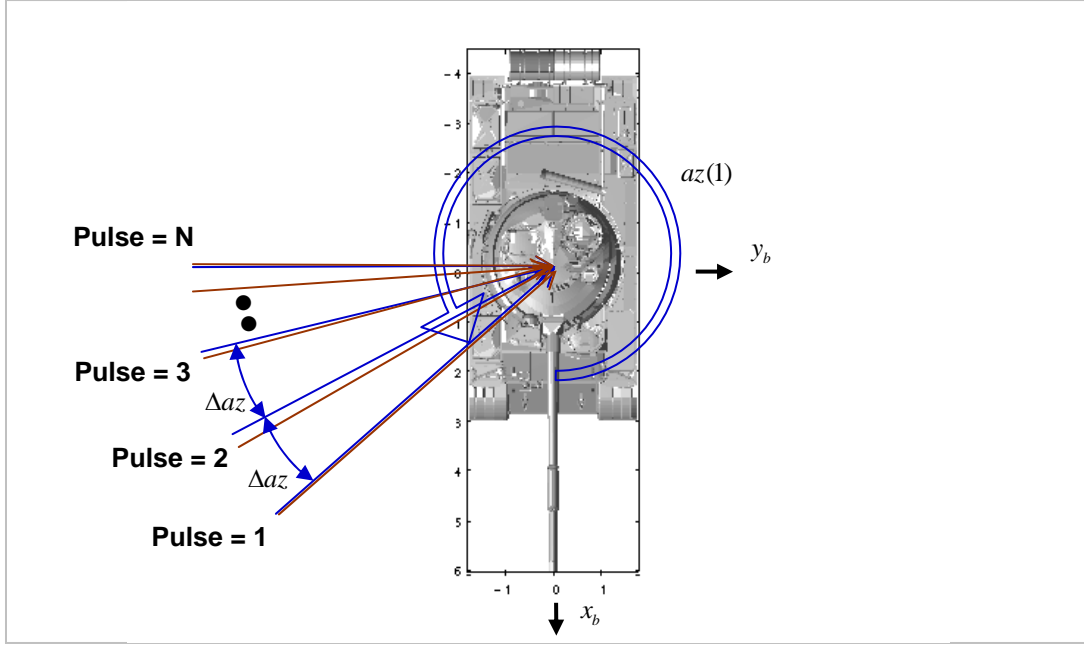 - 4
- 3
- 2
az(1)
- 1
Pulse = N
y_b
0
1
1
Pulse = 3
2
Δaz
3
Pulse = 2
Δaz
4
Pulse = 1
5
6
- 1
0
1
x_b